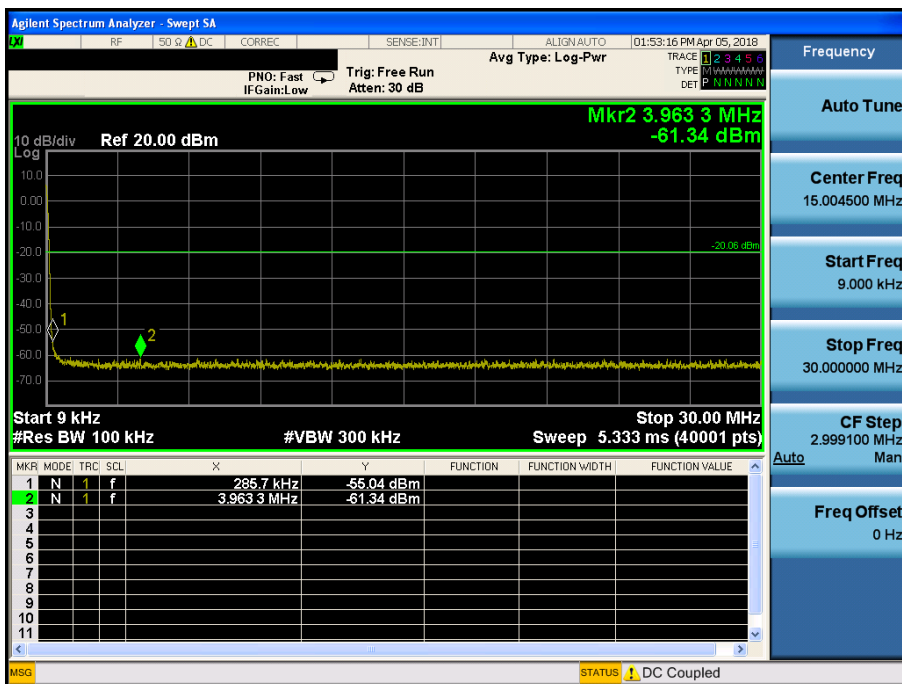 Agilent Spectrum Analyzer - Swept SA
LXI RF 50 Ω DC CORREC SENSE:INT ALIGN AUTO 01:53:16 PM Apr 05, 2018
Frequency
Avg Type: Log-Pwr
TRACE 1 2 3 4 5 6
PNO: Fast Trig: Free Run
TYPE M
IFGain:Low Atten: 30 dB
DET P N N N N N
Auto Tune
Mkr2 3.963 3 MHz
-61.34 dBm
10 dB/div Ref 20.00 dBm
Log
10.0
0.00
-10.0
-20.0
-20.06 dBm
-30.0
-40.0
-50.0
1
2
-60.0
-70.0
Start 9 kHz Stop 30.00 MHz
#Res BW 100 kHz #VBW 300 kHz Sweep 5.333 ms (40001 pts)
MKR MODE TRC SCL X Y FUNCTION FUNCTION WIDTH FUNCTION VALUE
1 N 1 f 285.7 kHz -55.04 dBm
2 N 1 f 3.963 3 MHz -61.34 dBm
3
4
5
6
7
8
9
10
11
Center Freq
15.004500 MHz
Start Freq
9.000 kHz
Stop Freq
30.000000 MHz
CF Step
2.999100 MHz
Auto Man
Freq Offset
0 Hz
MSG STATUS DC Coupled